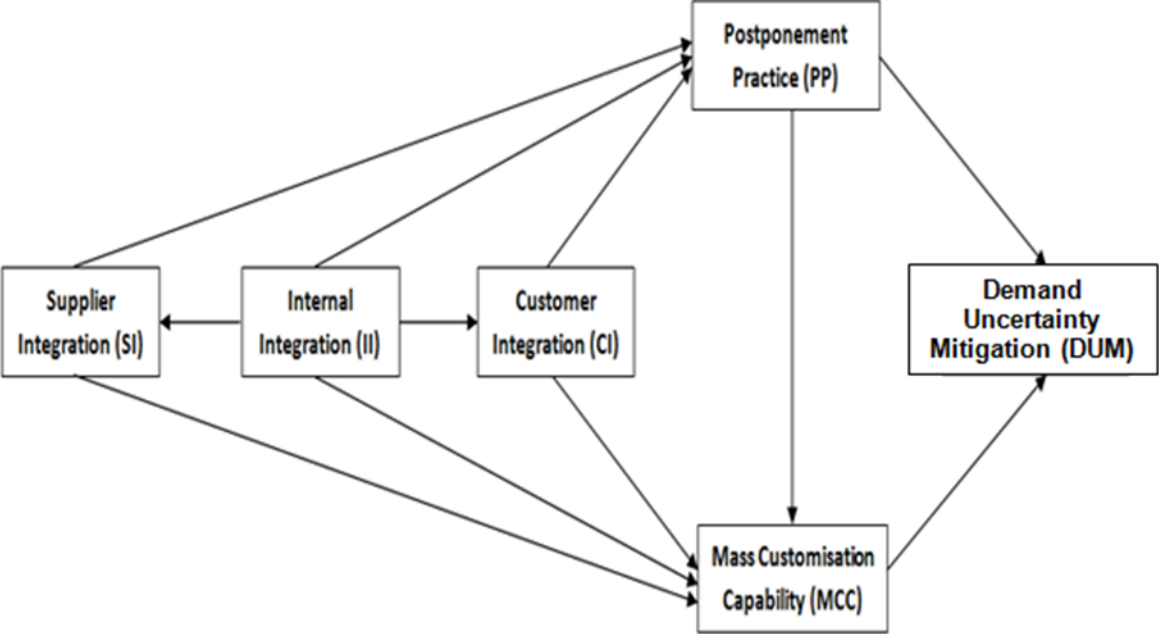 Postponement
Practice (PP)
Supplier
Integration (SI)
Internal
Integration (II)
Customer
Integration (CI)
Demand
Uncertainty
Mitigation (DUM)
Mass Customisation
Capability (MCC)